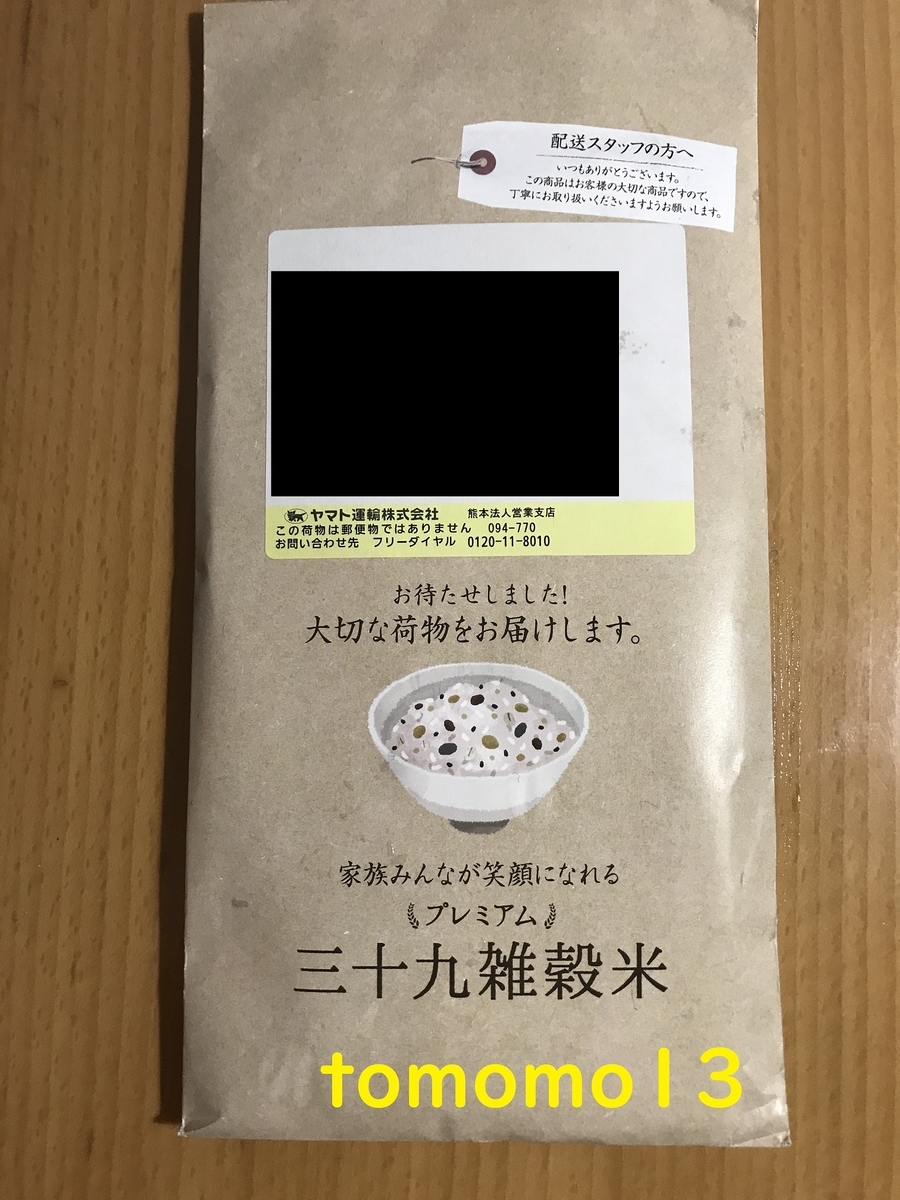 配送スタッフの方へ
いつもありがとうございます。
この商品はお客様の大切な商品ですので、
丁寧にお取り扱いくださいますようお願いします。
ヤマト運輸株式会社 熊本法人営業支店
この荷物は郵便物ではありません 094-770
お問い合わせ先 フリーダイヤル 0120-11-8010
お待たせしました!
大切な荷物をお届けします。
家族みんなが笑顔になれる
プレミアム
三十九雑穀米
tomomo13